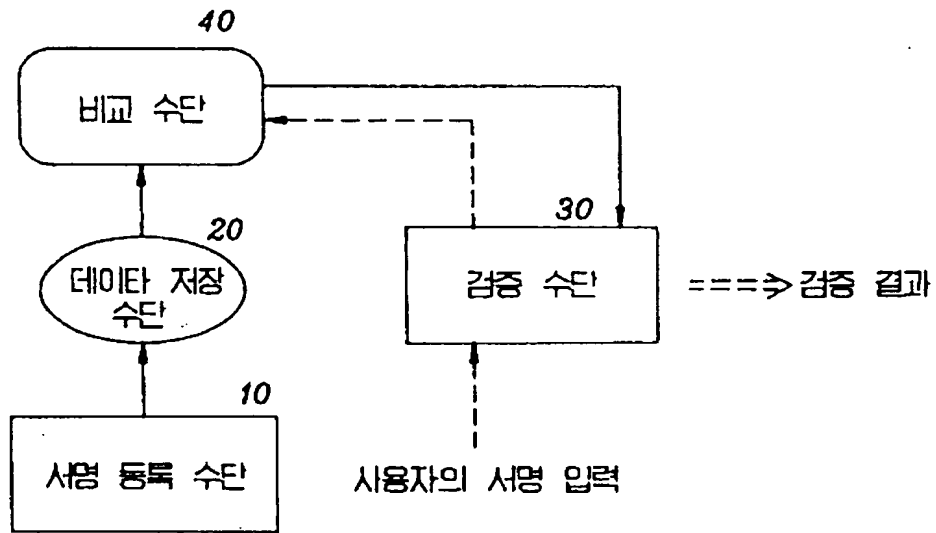 40
비교 수단
20
데이타 저장
수단
10
서명 등록 수단
30
검증 수단
검증 결과
사용자의 서명 입력